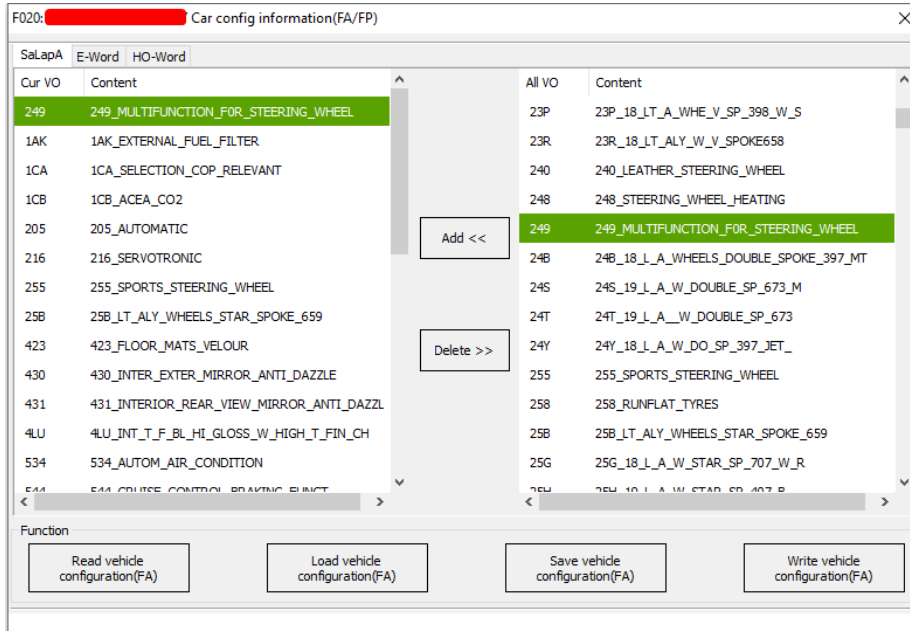 F020: Car config information(FA/FP)
SaLapA E-Word HO-Word
Cur VO Content
249 249_MULTIFUNCTION_F0R_STEERING_WHEEL
1AK 1AK_EXTERNAL_FUEL_FILTER
1CA 1CA_SELECTION_COP_RELEVANT
1CB 1CB_ACEA_CO2
205 205_AUTOMATIC
216 216_SERVOTRONIC
255 255_SPORTS_STEERING_WHEEL
25B 25B_LT_ALY_WHEELS_STAR_SPOKE_659
423 423_FLOOR_MATS_VELOUR
430 430_INTER_EXTER_MIRROR_ANTI_DAZZLE
431 431_INTERIOR_REAR_VIEW_MIRROR_ANTI_DAZZL
4LU 4LU_INT_T_F_BL_HI_GLOSS_W_HIGH_T_FIN_CH
534 534_AUTOM_AIR_CONDITION
544 544_CRUISE_CONTROL_BRAKING_FUNCT
Add <<
Delete >>
All VO Content
23P 23P_18_LT_A_WHE_V_SP_398_W_S
23R 23R_18_LT_ALY_W_V_SPOKE658
240 240_LEATHER_STEERING_WHEEL
248 248_STEERING_WHEEL_HEATING
249 249_MULTIFUNCTION_F0R_STEERING_WHEEL
24B 24B_18_L_A_WHEELS_DOUBLE_SPOKE_397_MT
24S 24S_19_L_A_W_DOUBLE_SP_673_M
24T 24T_19_L_A__W_DOUBLE_SP_673
24Y 24Y_18_L_A_W_DO_SP_397_JET_
255 255_SPORTS_STEERING_WHEEL
258 258_RUNFLAT_TYRES
25B 25B_LT_ALY_WHEELS_STAR_SPOKE_659
25G 25G_18_L_A_W_STAR_SP_707_W_R
25H 25H_19_L_A_W_STAR_SP_407_B
Function
Read vehicle
configuration(FA)
Load vehicle
configuration(FA)
Save vehicle
configuration(FA)
Write vehicle
configuration(FA)